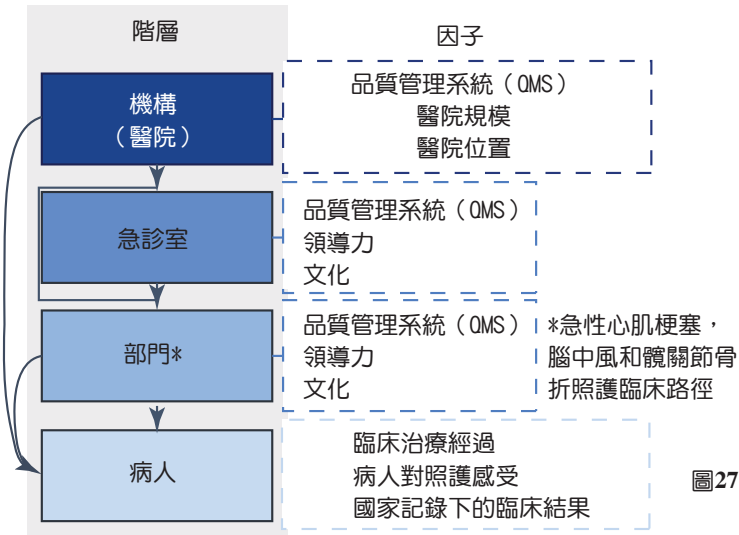 階層
因子
機構
（醫院）
品質管理系統（QMS）
醫院規模
醫院位置
急診室
品質管理系統（QMS）
領導力
文化
部門*
品質管理系統（QMS）
領導力
文化
*急性心肌梗塞，
腦中風和髖關節骨
折照護臨床路徑
病人
臨床治療經過
病人對照護感受
國家記錄下的臨床結果
圖27